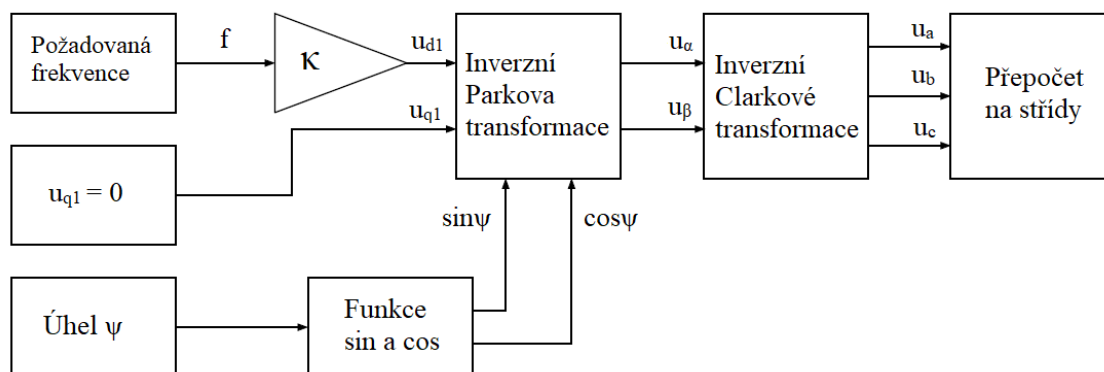 Požadovaná
frekvence
f
κ
u_d1
u_q1
Inverzní
Parkova
transformace
u_α
u_β
Inverzní
Clarkové
transformace
u_a
u_b
u_c
Přepočet
na střídy
u_q1 = 0
sinψ
cosψ
Úhel ψ
Funkce
sin a cos